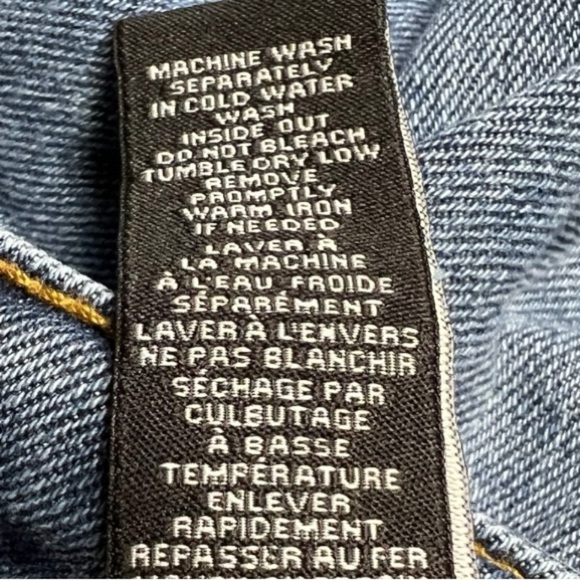 MACHINE WASH
SEPARATELY
IN COLD WATER
WASH
INSIDE OUT
DO NOT BLEACH
TUMBLE DRY LOW
REMOVE
PROMPTLY
WARM IRON
IF NEEDED
LAVER À
LA MACHINE
À L'EAU FROIDE
SÉPARÉMENT
LAVER À L'ENVERS
NE PAS BLANCHIR
SÉCHAGE PAR
CULBUTAGE
À BASSE
TEMPÉRATURE
ENLEVER
RAPIDEMENT
REPASSER AU FER